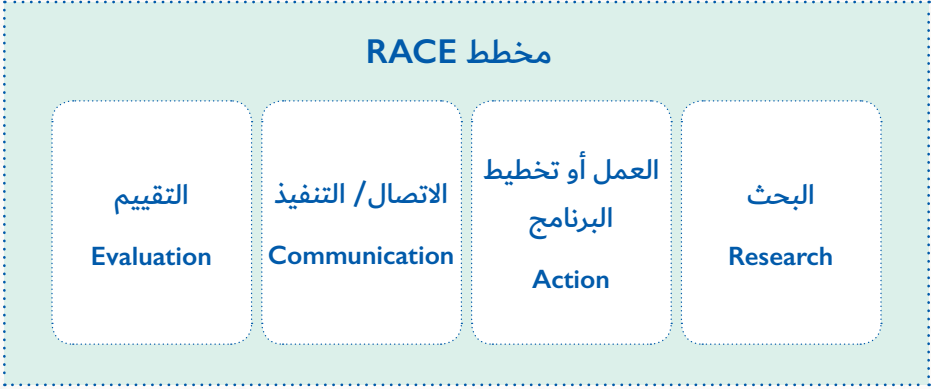 مخطط RACE
البحث
Research
العمل أو تخطيط
البرنامج
Action
الاتصال/ التنفيذ
Communication
التقييم
Evaluation